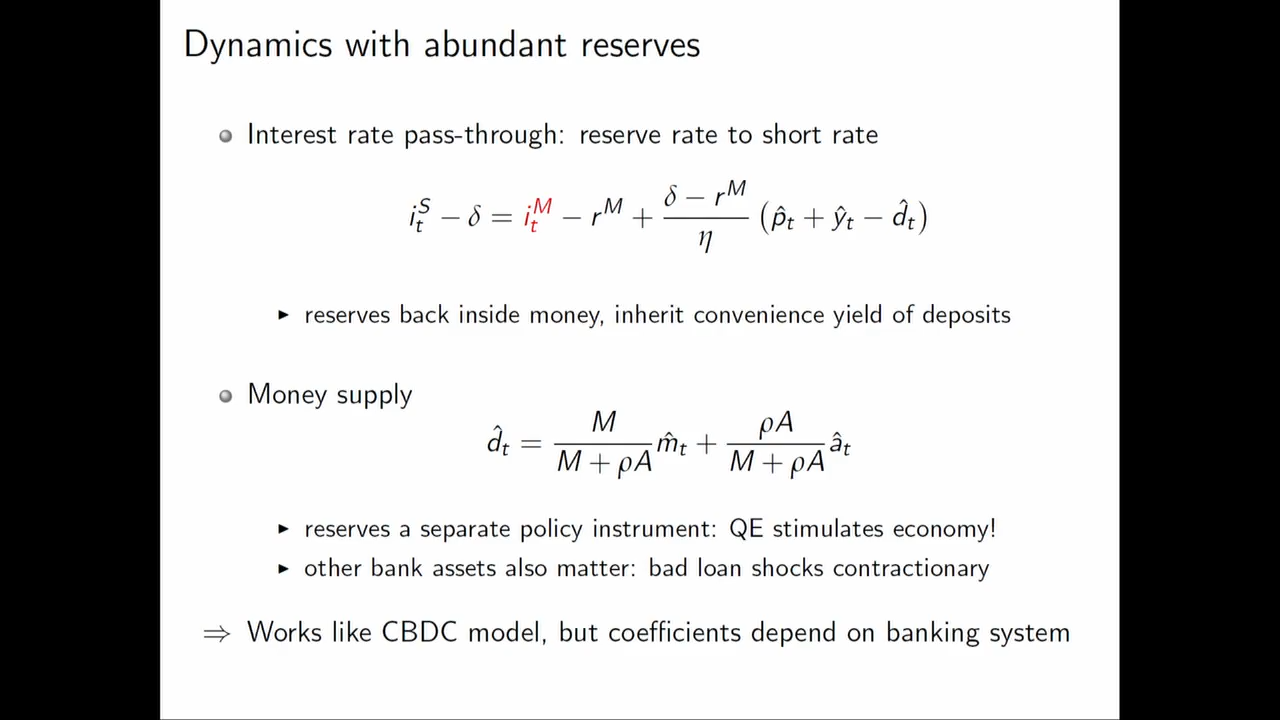 Dynamics with abundant reserves
Interest rate pass-through: reserve rate to short rate
i_t^S − δ = i_t^M − r^M + \frac{δ − r^M}{η} (p̂_t + ŷ_t − d̂_t)
▶ reserves back inside money, inherit convenience yield of deposits
Money supply
d̂_t = \frac{M}{M + ρA} m̂_t + \frac{ρA}{M + ρA} â_t
▶ reserves a separate policy instrument: QE stimulates economy!
▶ other bank assets also matter: bad loan shocks contractionary
⇒ Works like CBDC model, but coefficients depend on banking system